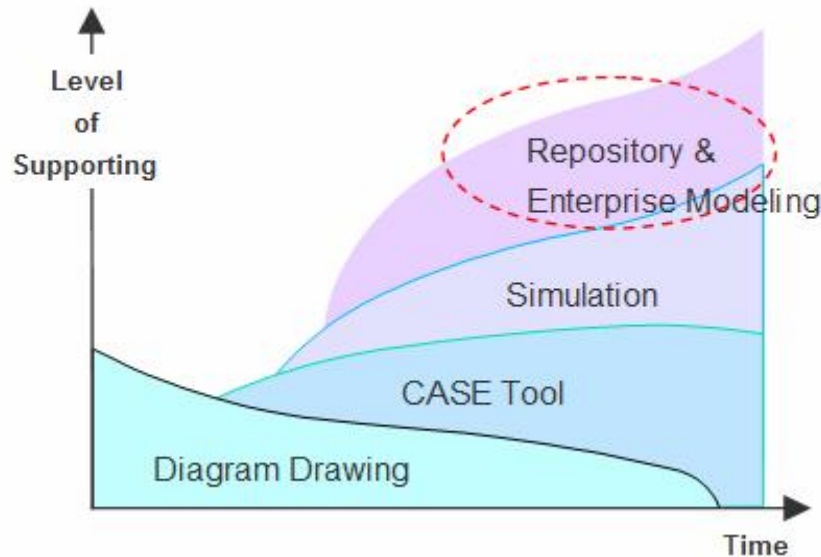 Level
of
Supporting
Repository &
Enterprise Modeling
Simulation
CASE Tool
Diagram Drawing
Time